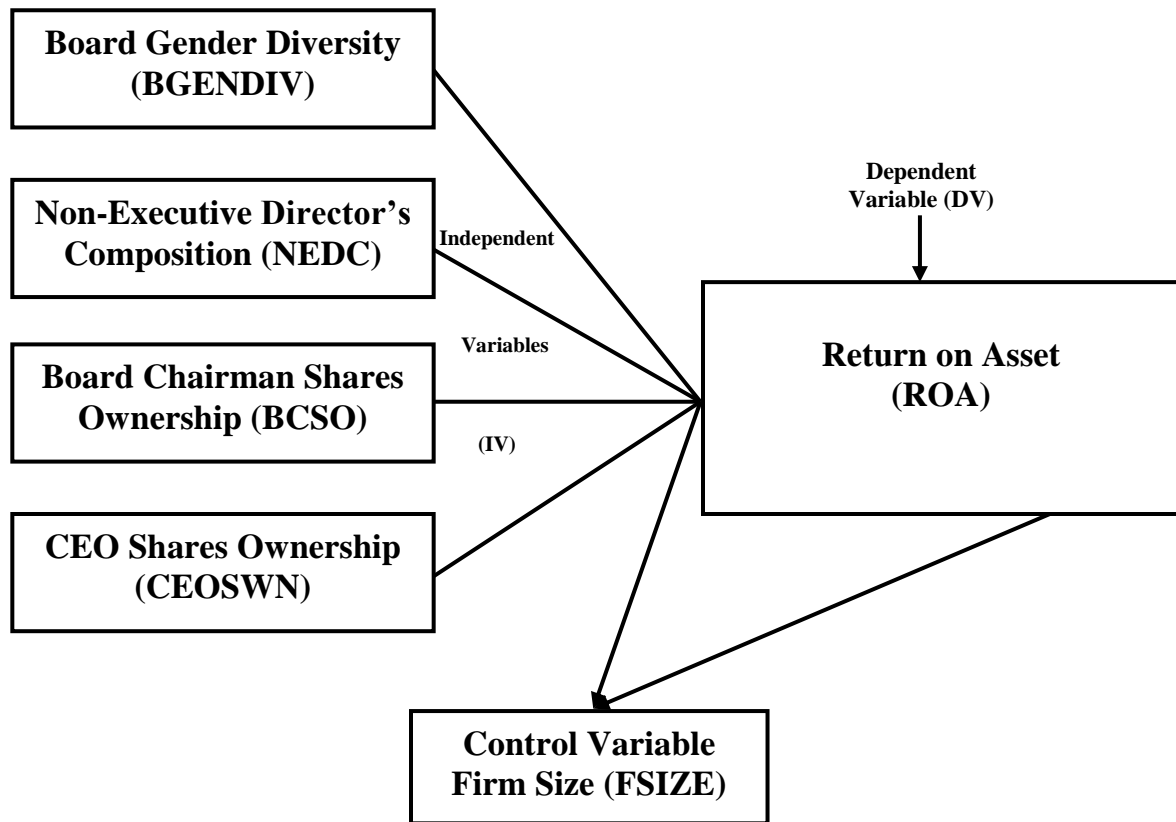 Board Gender Diversity
(BGENDIV)
Non-Executive Director’s
Composition (NEDC)
Board Chairman Shares
Ownership (BCSO)
CEO Shares Ownership
(CEOSWN)
Independent
Variables
(IV)
Dependent
Variable (DV)
Return on Asset
(ROA)
Control Variable
Firm Size (FSIZE)